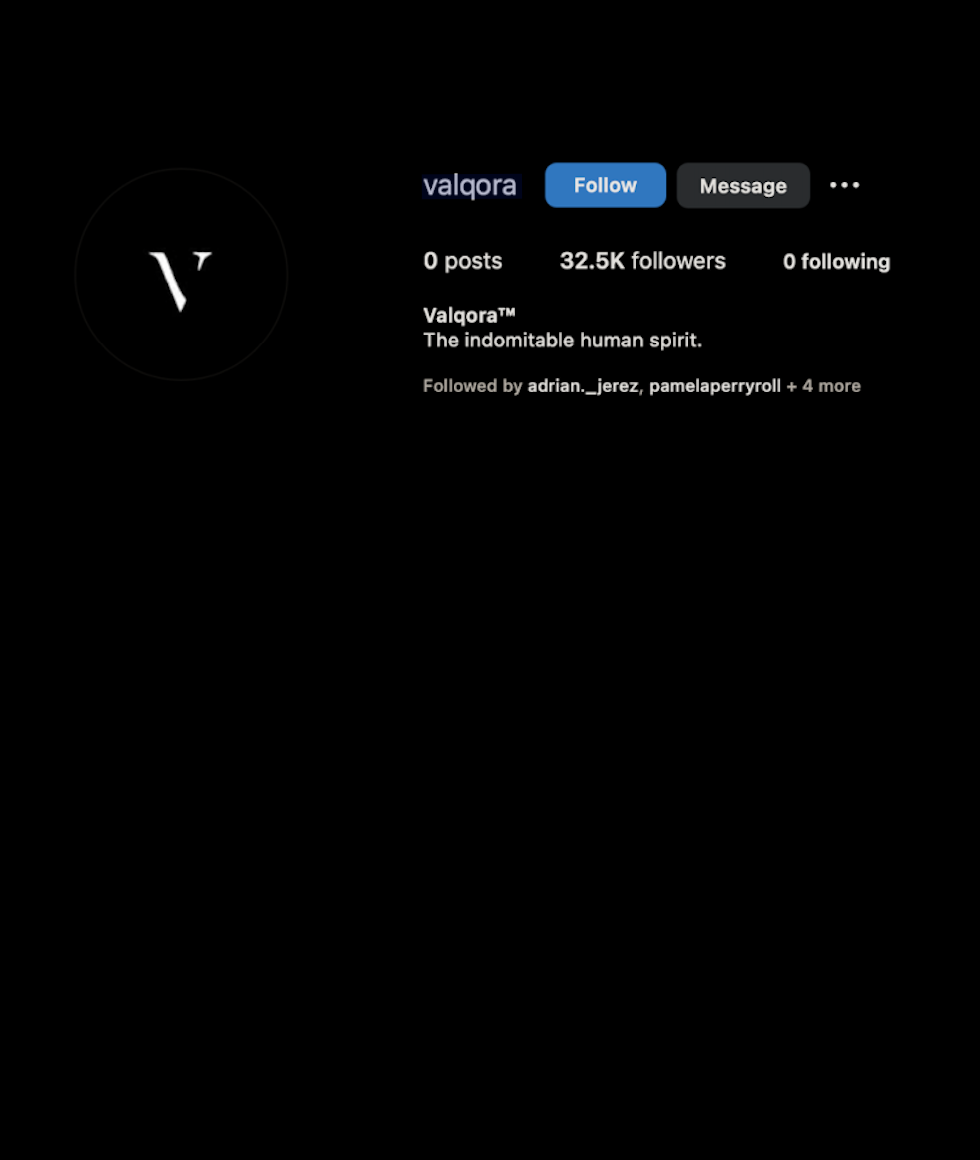 valqora Follow Message
0 posts 32.5K followers 0 following
Valqora™
The indomitable human spirit.
Followed by adrian._jerez, pamelaperryroll + 4 more